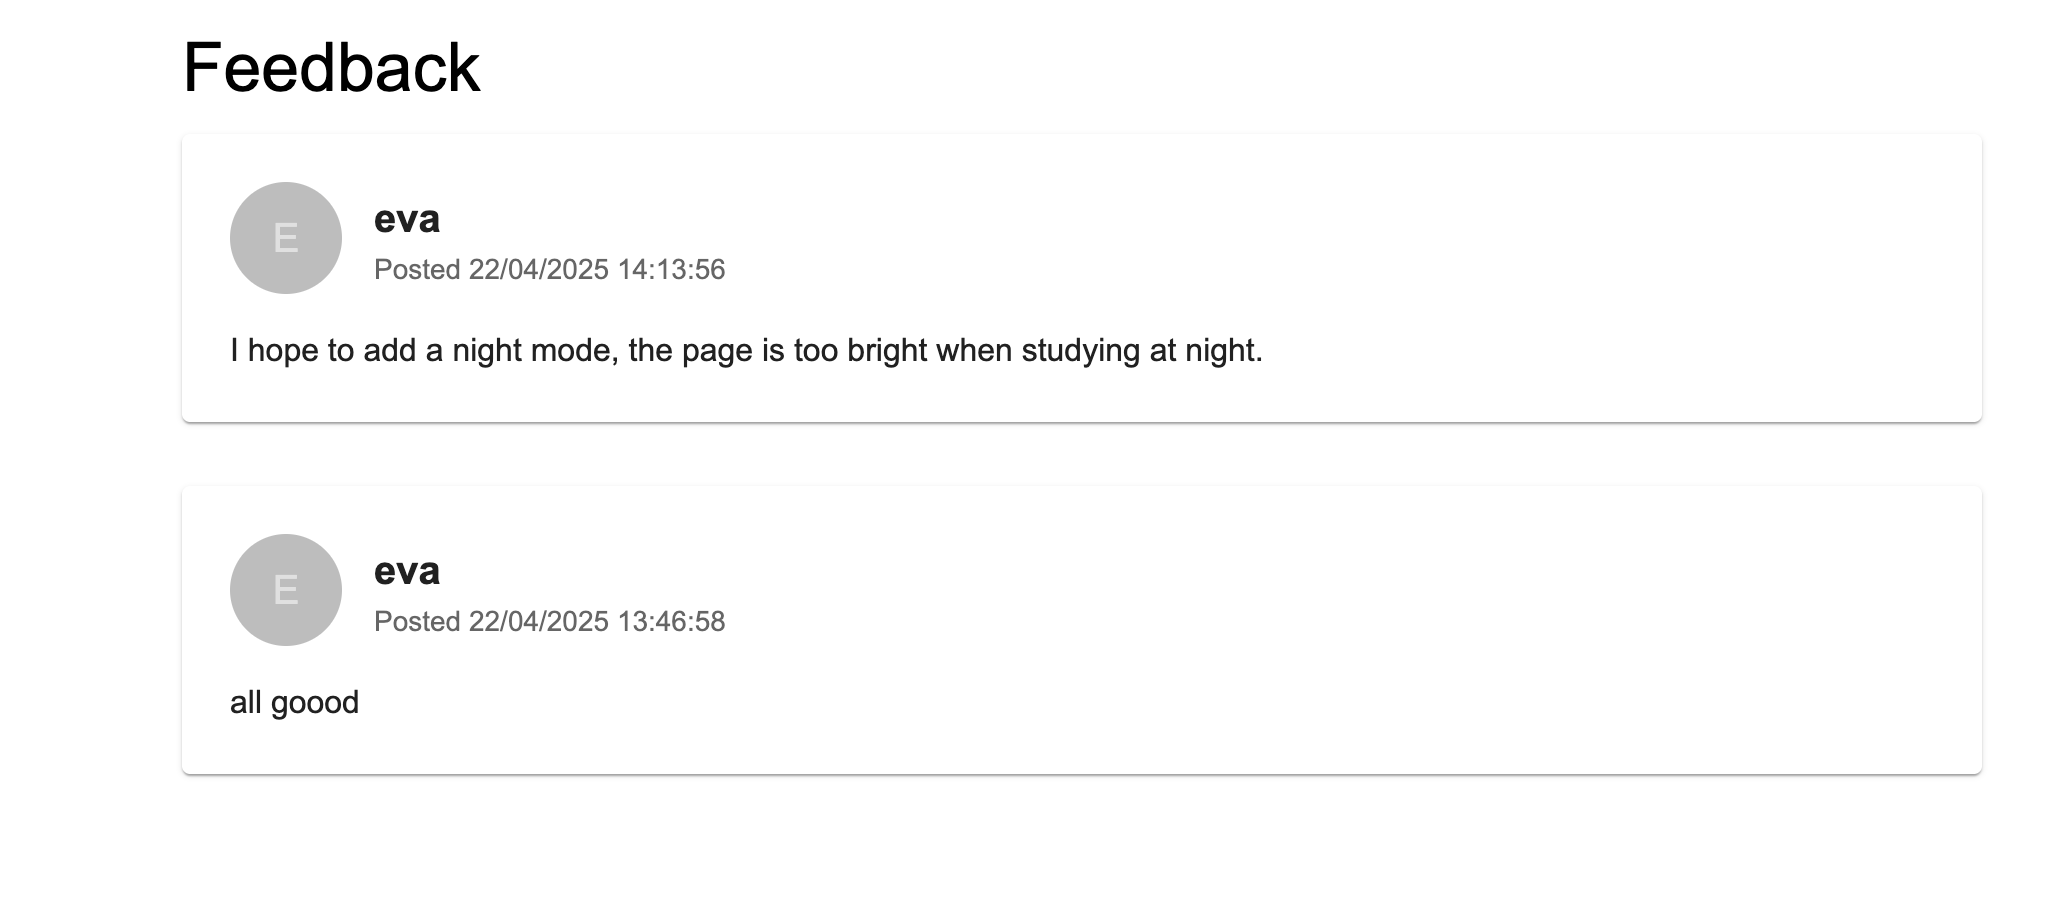 Feedback
E
eva
Posted 22/04/2025 14:13:56
I hope to add a night mode, the page is too bright when studying at night.
E
eva
Posted 22/04/2025 13:46:58
all goood